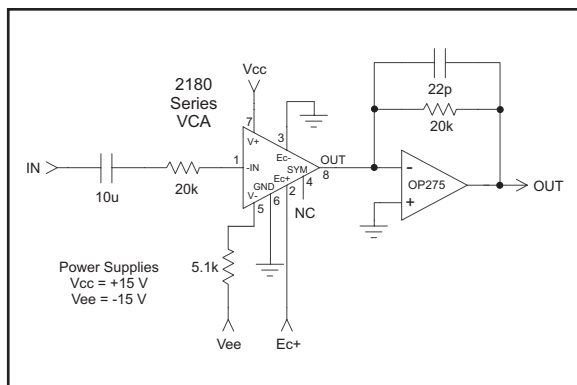 2180
Series
VCA
Vcc
7
V+
3
Ec-
IN
10u
20k
1
-IN
OUT
8
SYM
4
Ec+
2
GND
6
V-
5
NC
5.1k
Vee
Ec+
Power Supplies
Vcc = +15 V
Vee = -15 V
22p
20k
-
+
OP275
OUT